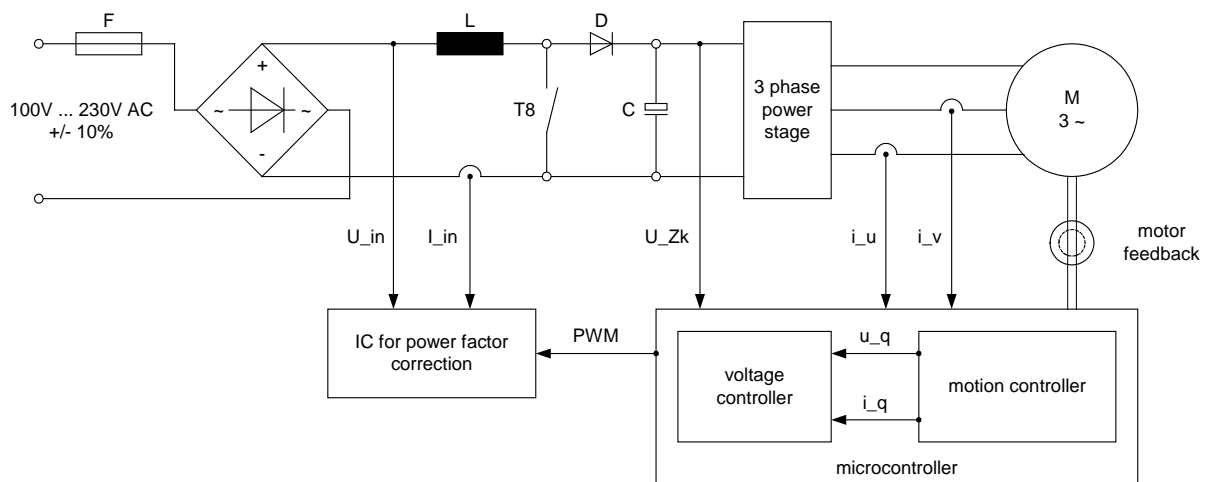 F
L
D
+
~
~
-
100V ... 230V AC
+/- 10%
T8
C
3 phase
power
stage
M
3 ~
U_in
I_in
U_Zk
i_u
i_v
motor
feedback
IC for power factor
correction
PWM
voltage
controller
u_q
i_q
motion controller
microcontroller